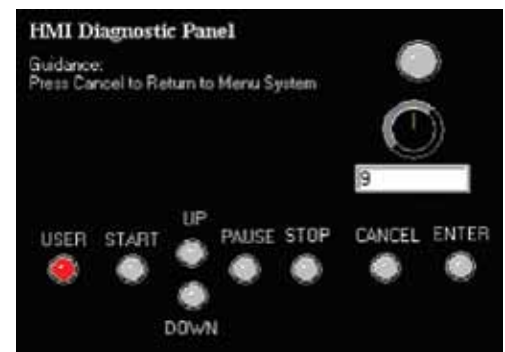 HMI Diagnostic Panel
Guidance:
Press Cancel to Return to Menu System
9
UP
USER START PAUSE STOP CANCEL ENTER
DOWN